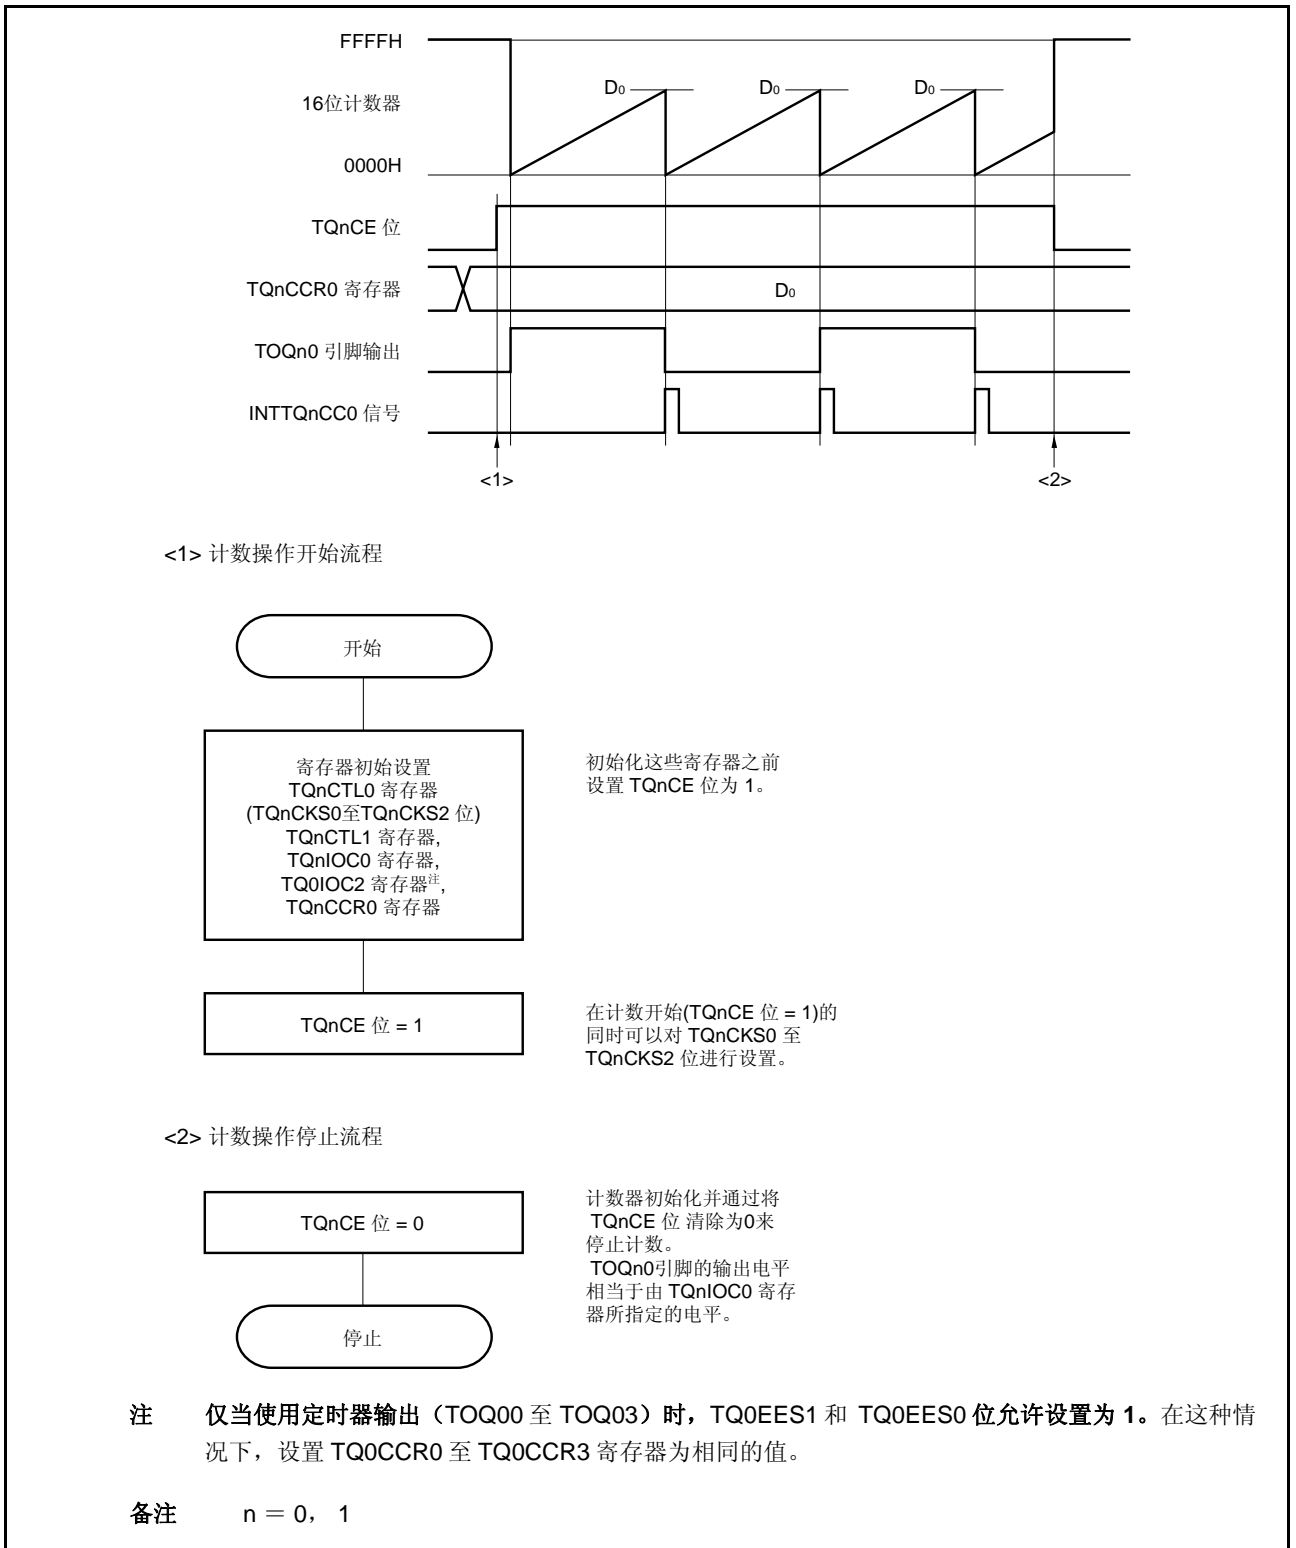 FFFFH
16位计数器
D0 D0 D0
0000H
TQnCE 位
TQnCCR0 寄存器
D0
TOQn0 引脚输出
INTTQnCC0 信号
<1> <2>
<1> 计数操作开始流程
开始
寄存器初始设置
TQnCTL0 寄存器
(TQnCKS0至TQnCKS2 位)
TQnCTL1 寄存器,
TQnIOC0 寄存器,
TQ0IOC2 寄存器注,
TQnCCR0 寄存器
初始化这些寄存器之前
设置 TQnCE 位为 1。
TQnCE 位 = 1
在计数开始(TQnCE 位 = 1)的
同时可以对 TQnCKS0 至
TQnCKS2 位进行设置。
<2> 计数操作停止流程
TQnCE 位 = 0
计数器初始化并通过将
TQnCE 位 清除为0来
停止计数。
TOQn0引脚的输出电平
相当于由 TQnIOC0 寄存
器所指定的电平。
停止
注 仅当使用定时器输出（TOQ00 至 TOQ03）时，TQ0EES1 和 TQ0EES0 位允许设置为 1。在这种情
况下，设置 TQ0CCR0 至 TQ0CCR3 寄存器为相同的值。
备注 n ＝ 0， 1